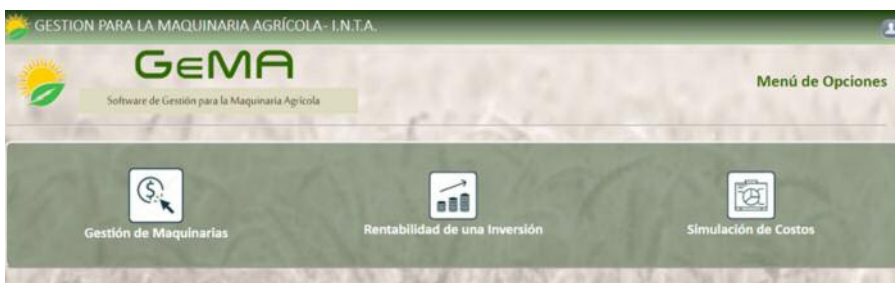 GESTION PARA LA MAQUINARIA AGRÍCOLA- I.N.T.A.
GeMA
Software de Gestión para la Maquinaria Agrícola
Menú de Opciones
Gestión de Maquinarias
Rentabilidad de una Inversión
Simulación de Costos